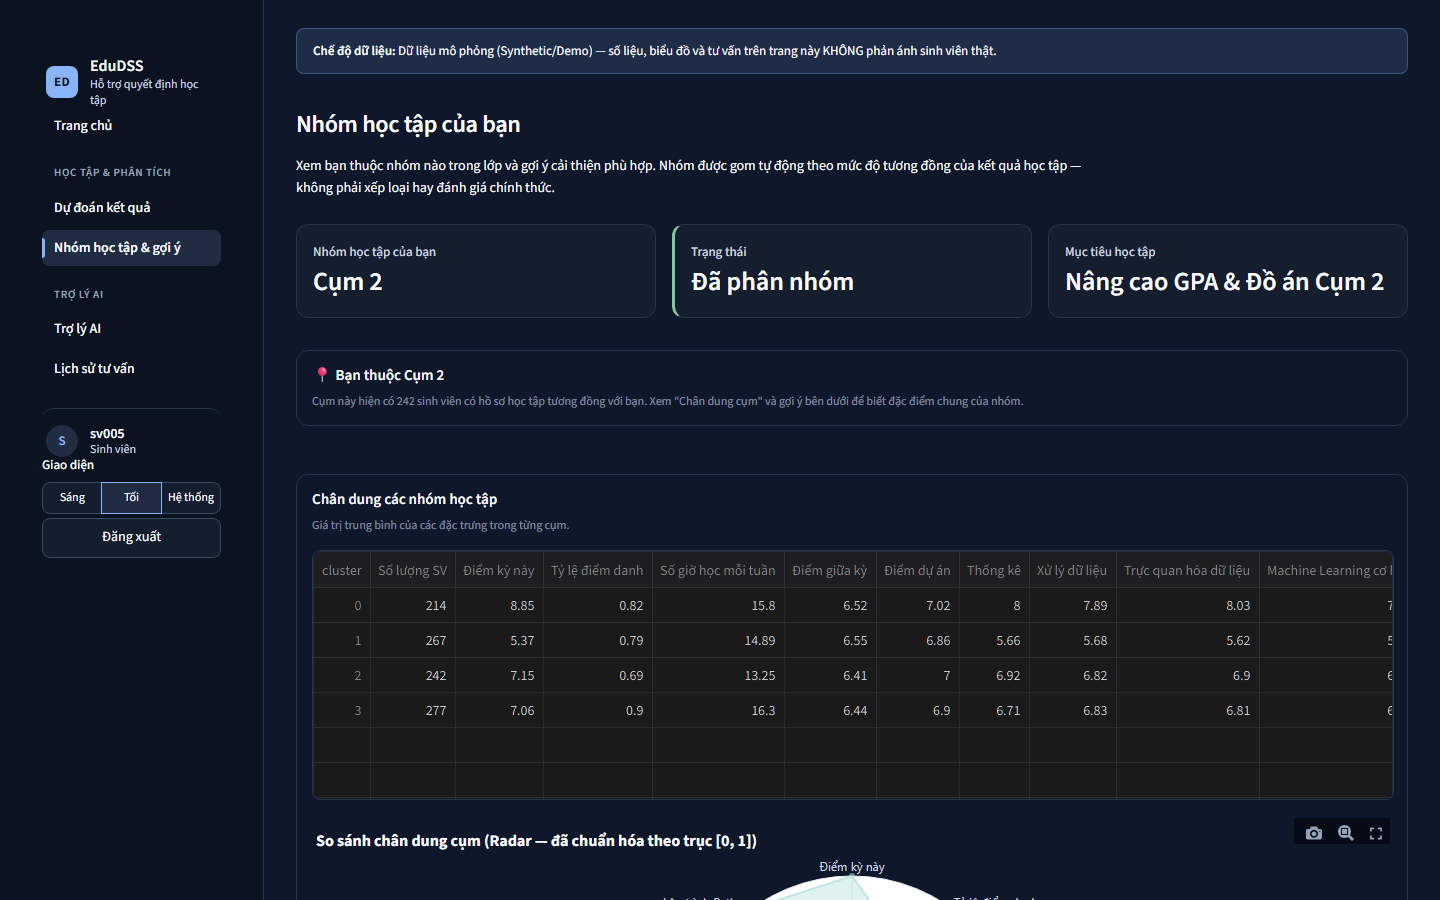 ED
EduDSS
Hỗ trợ quyết định học
tập
Trang chủ
HỌC TẬP & PHÂN TÍCH
Dự đoán kết quả
Nhóm học tập & gợi ý
TRỢ LÝ AI
Trợ lý AI
Lịch sử tư vấn
S
sv005
Sinh viên
Giao diện
Sáng Tối Hệ thống
Đăng xuất
Chế độ dữ liệu: Dữ liệu mô phỏng (Synthetic/Demo) — số liệu, biểu đồ và tư vấn trên trang này KHÔNG phản ánh sinh viên thật.
Nhóm học tập của bạn
Xem bạn thuộc nhóm nào trong lớp và gợi ý cải thiện phù hợp. Nhóm được gom tự động theo mức độ tương đồng của kết quả học tập —
không phải xếp loại hay đánh giá chính thức.
Nhóm học tập của bạn
Cụm 2
Trạng thái
Đã phân nhóm
Mục tiêu học tập
Nâng cao GPA & Đồ án Cụm 2
Bạn thuộc Cụm 2
Cụm này hiện có 242 sinh viên có hồ sơ học tập tương đồng với bạn. Xem "Chân dung cụm" và gợi ý bên dưới để biết đặc điểm chung của nhóm.
Chân dung các nhóm học tập
Giá trị trung bình của các đặc trưng trong từng cụm.
cluster Số lượng SV Điểm kỳ này Tỷ lệ điểm danh Số giờ học mỗi tuần Điểm giữa kỳ Điểm dự án Thống kê Xử lý dữ liệu Trực quan hóa dữ liệu Machine Learning cơ
0 214 8.85 0.82 15.8 6.52 7.02 8 7.89 8.03
1 267 5.37 0.79 14.89 6.55 6.86 5.66 5.68 5.62
2 242 7.15 0.69 13.25 6.41 7 6.92 6.82 6.9
3 277 7.06 0.9 16.3 6.44 6.9 6.71 6.83 6.81
So sánh chân dung cụm (Radar — đã chuẩn hóa theo trục [0, 1])
Điểm kỳ này